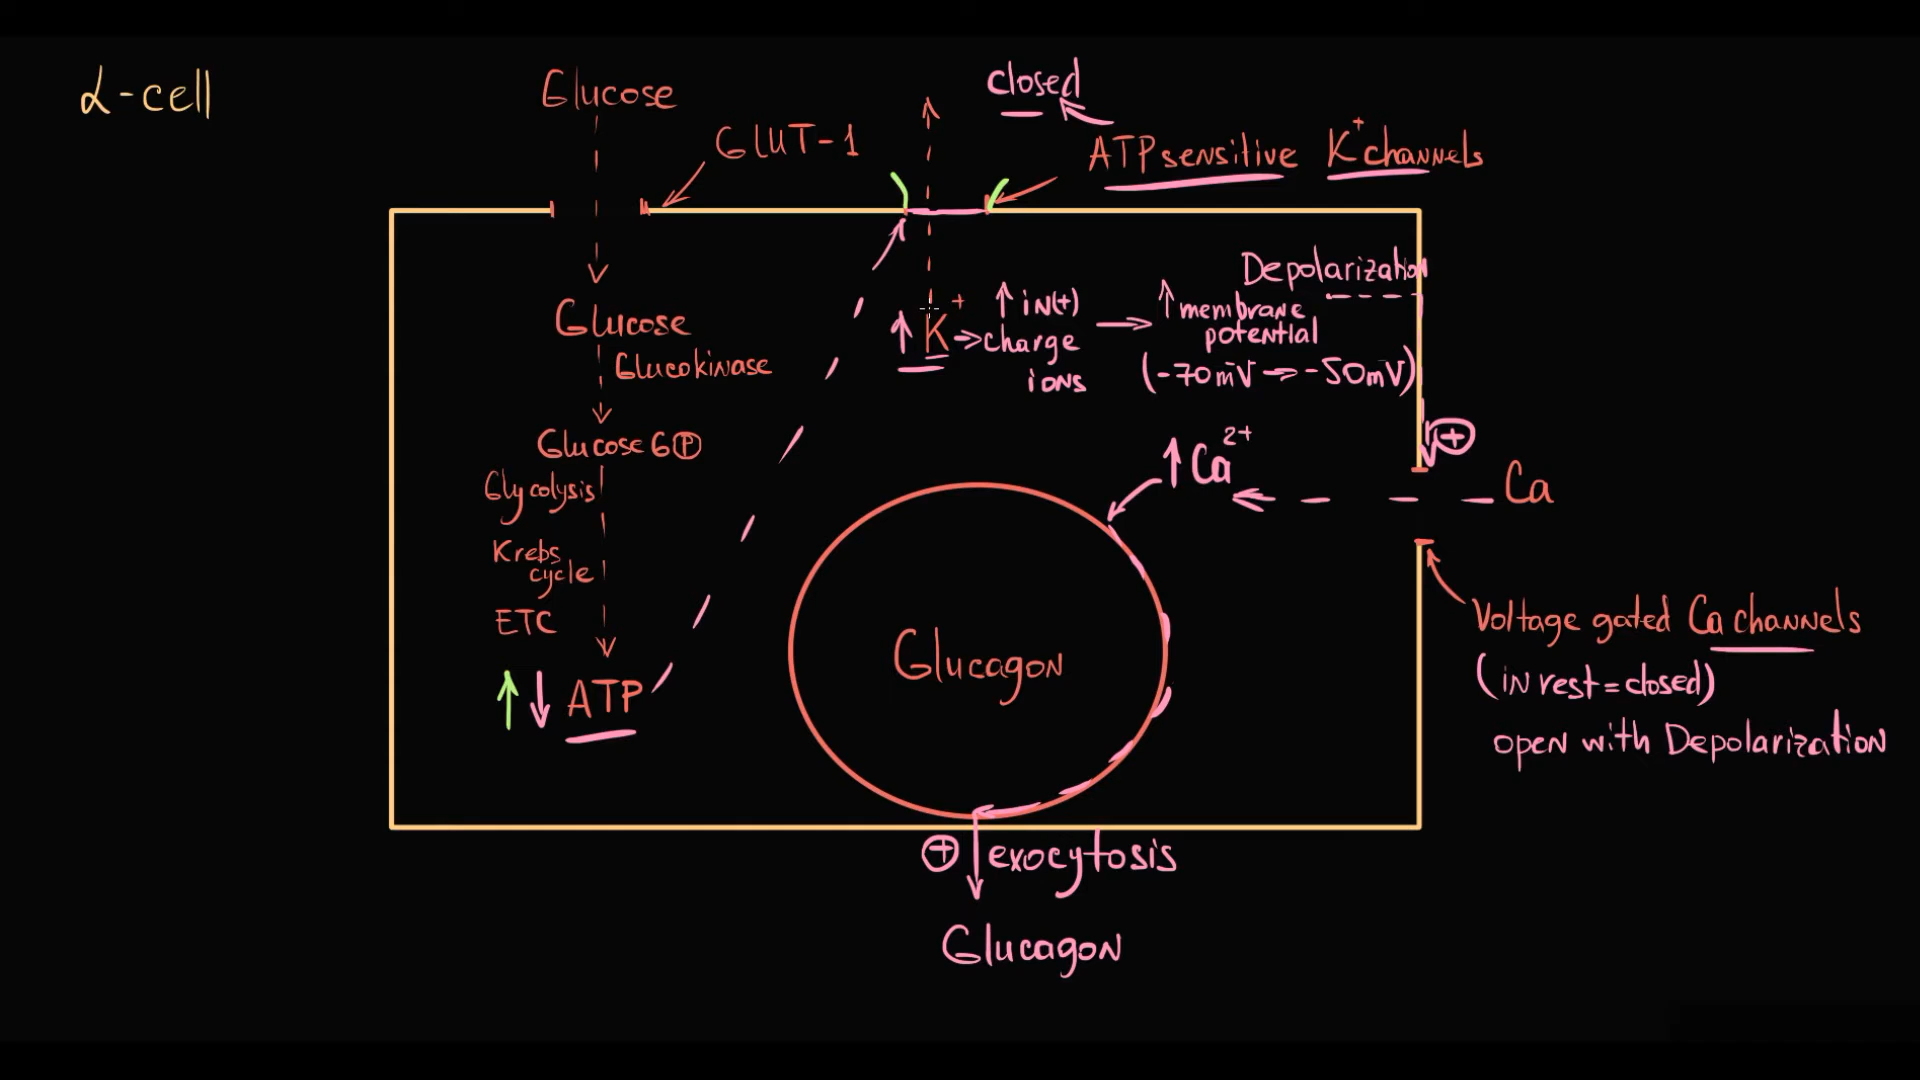 α-cell
Glucose
GLUT-1
closed
ATP sensitive K⁺ channels
Glucose
Glucokinase
Glucose 6 P
Glycolysis
Krebs
cycle
ETC
↑ ↓ ATP
↑ K⁺ → ↑ in(+)
charge
ions
Depolarization
↑ membrane
potential
(-70mV → -50mV)
+
↑ Ca²⁺
Ca
Glucagon
Voltage gated Ca channels
(in rest = closed)
open with Depolarization
+ exocytosis
Glucagon